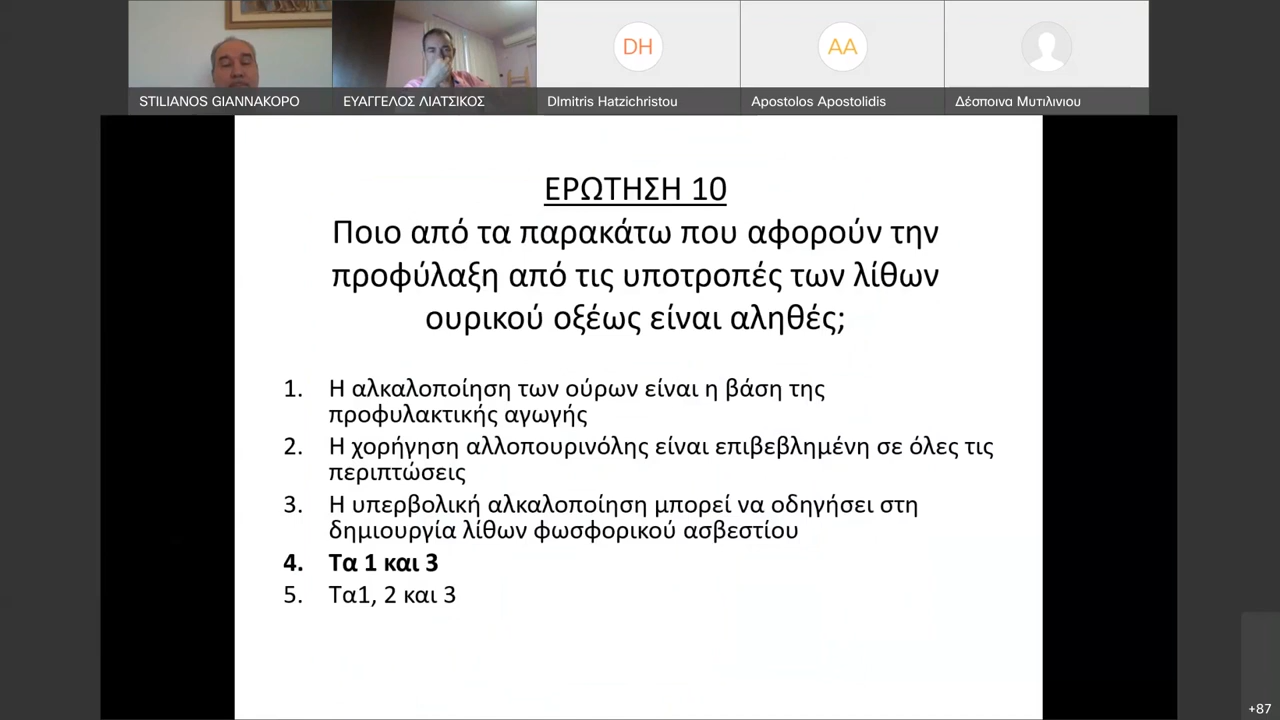 STILIANOS GIANNAKOPO
ΕΥΑΓΓΕΛΟΣ ΛΙΑΤΣΙΚΟΣ
DH
DImitris Hatzichristou
AA
Apostolos Apostolidis
Δέσποινα Μυτιλινιου
ΕΡΩΤΗΣΗ 10
Ποιο από τα παρακάτω που αφορούν την
προφύλαξη από τις υποτροπές των λίθων
ουρικού οξέως είναι αληθές;
1. Η αλκαλοποίηση των ούρων είναι η βάση της
προφυλακτικής αγωγής
2. Η χορήγηση αλλοπουρινόλης είναι επιβεβλημένη σε όλες τις
περιπτώσεις
3. Η υπερβολική αλκαλοποίηση μπορεί να οδηγήσει στη
δημιουργία λίθων φωσφορικού ασβεστίου
4. Τα 1 και 3
5. Τα1, 2 και 3
+87